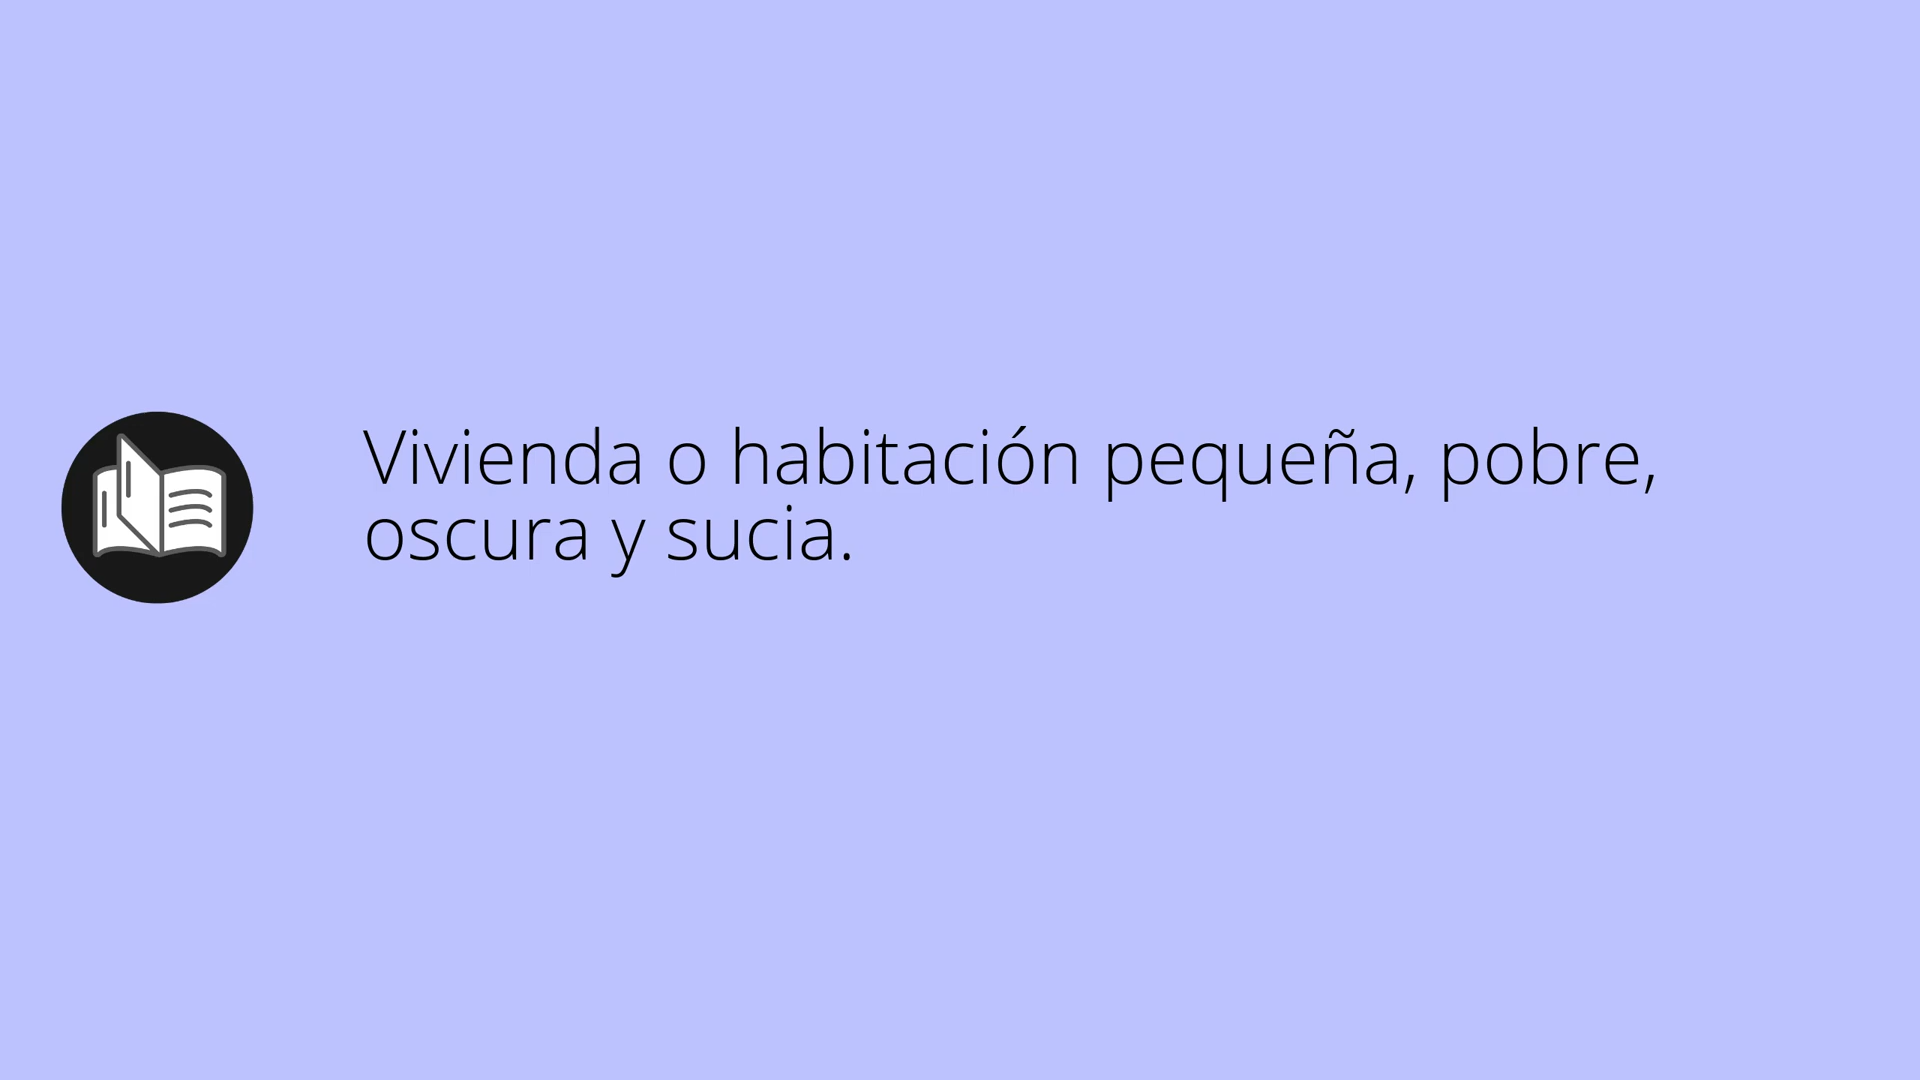 Vivienda o habitación pequeña, pobre,
oscura y sucia.